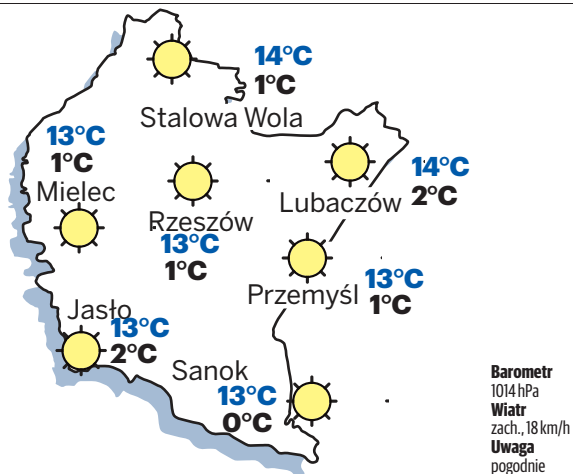 14°C
1°C
Stalowa Wola
13°C
1°C
Mielec
14°C
2°C
Lubaczów
Rzeszów
13°C
1°C
Przemyśl
13°C
1°C
Jasło
13°C
2°C
Sanok
13°C
0°C
Barometr
1014 hPa
Wiatr
zach., 18 km/h
Uwaga
pogodnie